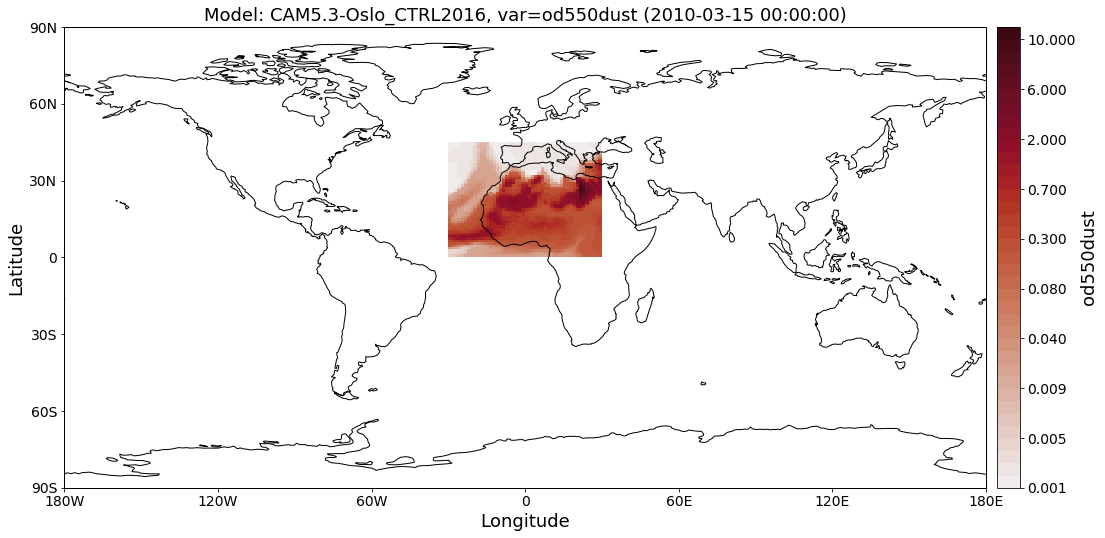 Model: CAM5.3-Oslo_CTRL2016, var=od550dust (2010-03-15 00:00:00)
90N
60N
30N
0
30S
60S
90S
Latitude
180W
120W
60W
0
60E
120E
180E
Longitude
10.000
6.000
2.000
0.700
0.300
0.080
0.040
0.009
0.005
0.001
od550dust